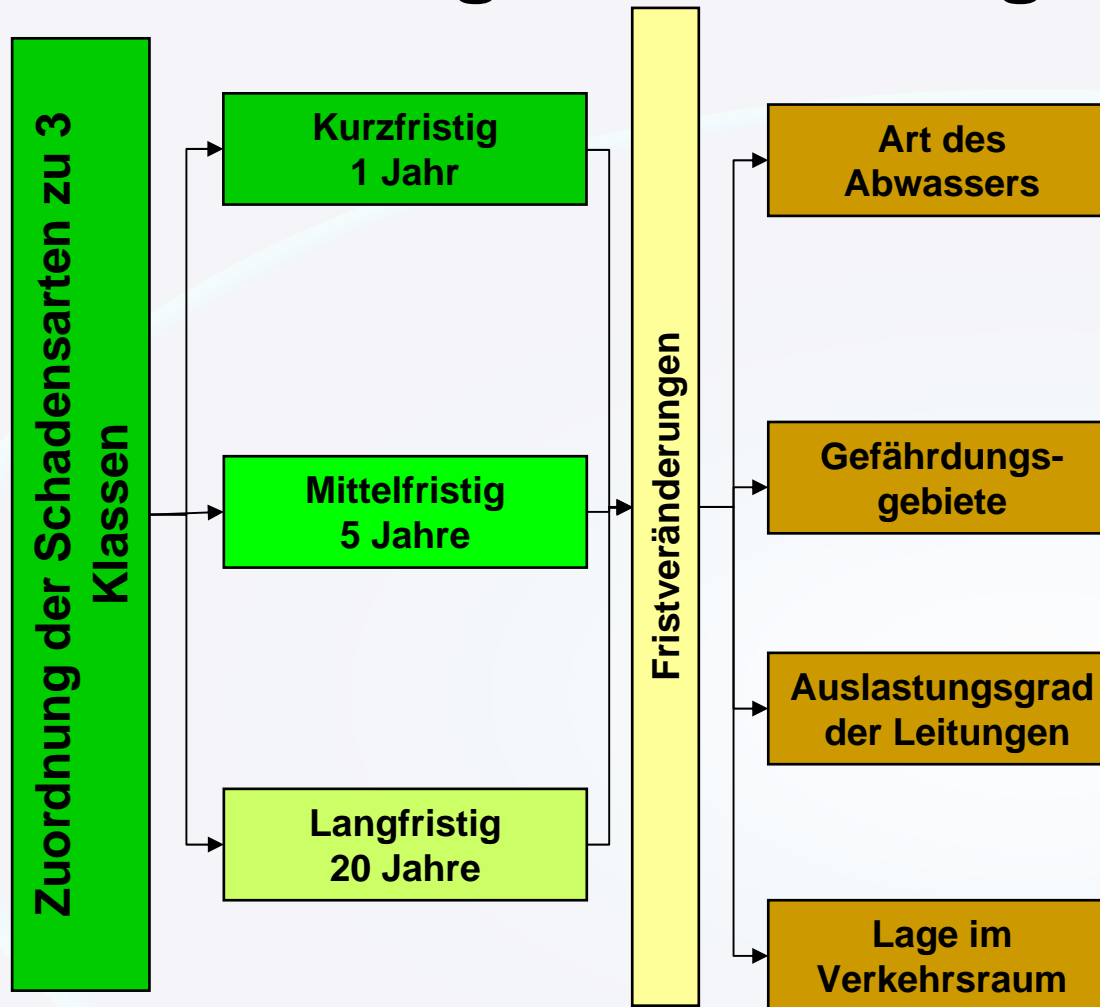 Zuordnung der Schadensarten zu 3
Klassen
Kurzfristig
1 Jahr
Mittelfristig
5 Jahre
Langfristig
20 Jahre
Fristveränderungen
Art des
Abwassers
Gefährdungs-
gebiete
Auslastungsgrad
der Leitungen
Lage im
Verkehrsraum